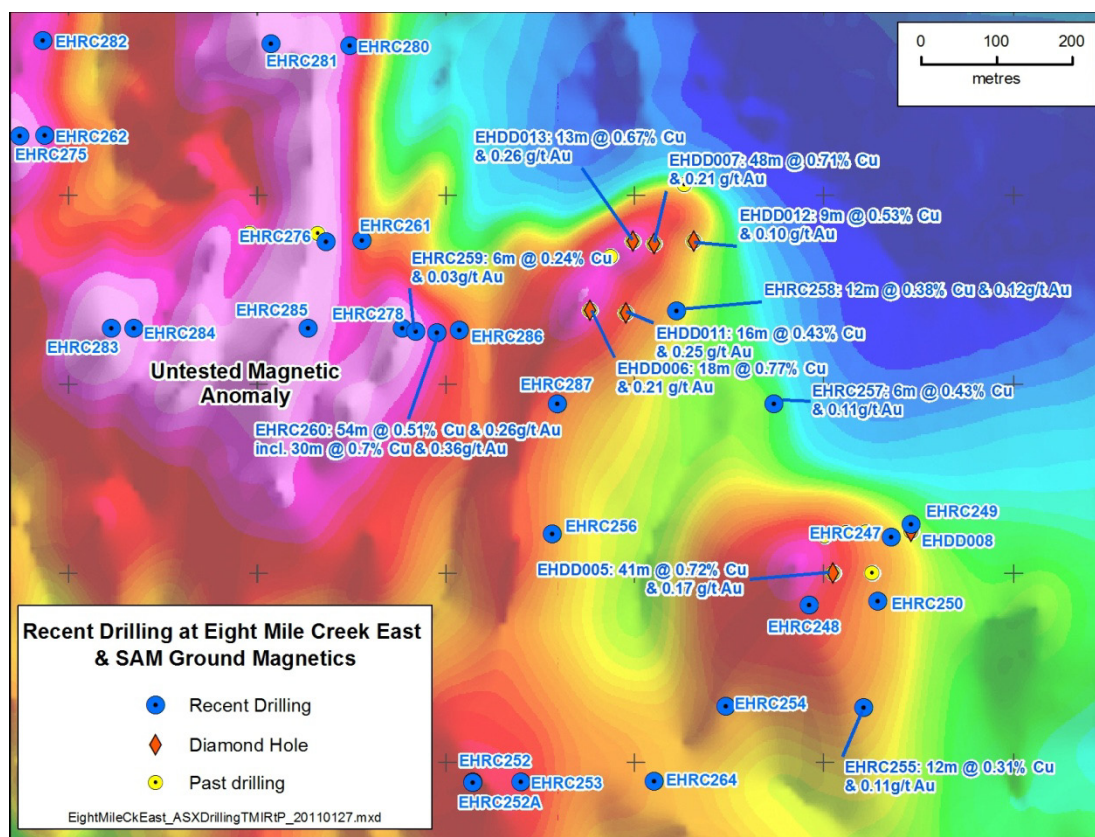 EHRC282
EHRC281
EHRC280
0 100 200
metres
EHRC262
EHRC275
EHDD013: 13m @ 0.67% Cu
& 0.26 g/t Au
EHDD007: 48m @ 0.71% Cu
& 0.21 g/t Au
EHDD012: 9m @ 0.53% Cu
& 0.10g/t Au
EHRC276
EHRC261
EHRC259: 6m @ 0.24% Cu
& 0.03g/t Au
EHRC258: 12m @ 0.38% Cu & 0.12g/t Au
EHRC285
EHRC278
EHRC283
EHRC284
EHRC286
EHDD011: 16m @ 0.43% Cu
& 0.25 g/t Au
EHDD006: 18m @ 0.77% Cu
& 0.21 g/t Au
Untested Magnetic
Anomaly
EHRC287
EHRC257: 6m @ 0.43% Cu
& 0.11g/t Au
EHRC260: 54m @ 0.51% Cu & 0.26g/t Au
incl. 30m @ 0.7% Cu & 0.36g/t Au
EHRC256
EHRC247
EHRC249
EHDD008
EHDD005: 41m @ 0.72% Cu
& 0.17 g/t Au
EHRC250
EHRC248
Recent Drilling at Eight Mile Creek East
& SAM Ground Magnetics
Recent Drilling
Diamond Hole
Past drilling
EightMileCkEast_ASXDrillingTMIRtP_20110127.mxd
EHRC254
EHRC255: 12m @ 0.31% Cu
& 0.11g/t Au
EHRC252
EHRC253
EHRC252A
EHRC264